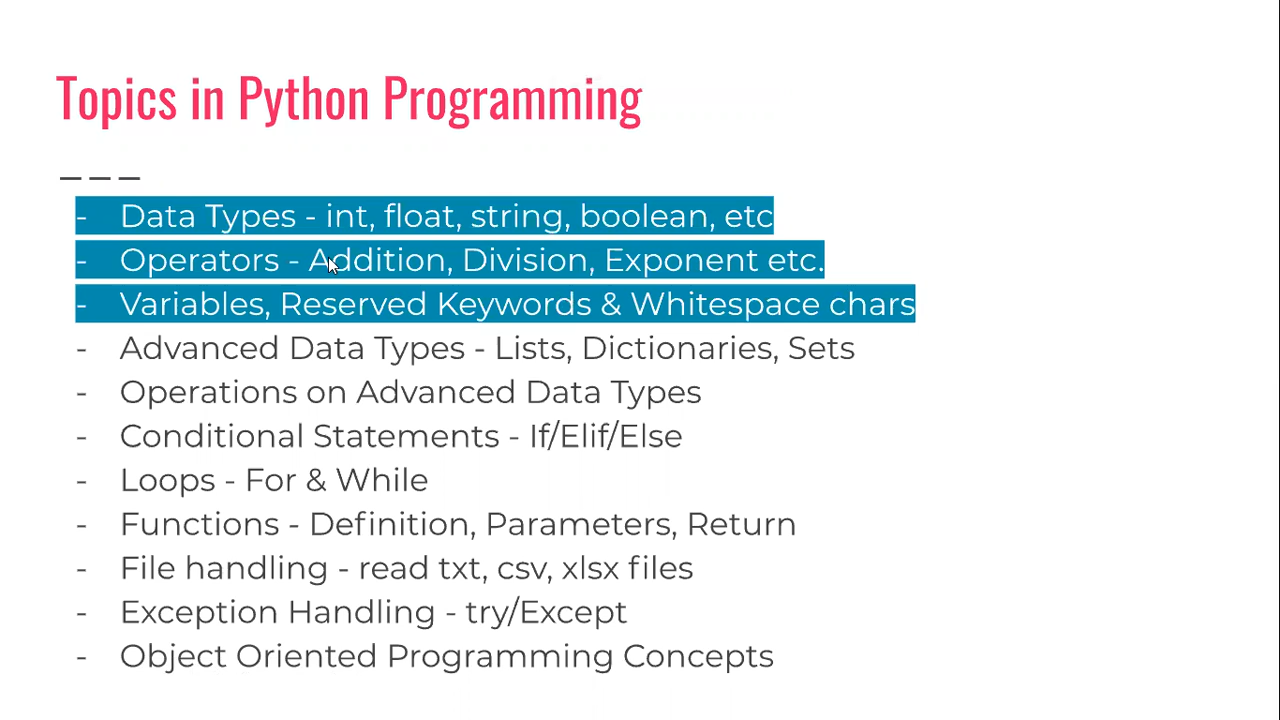 Topics in Python Programming
- Data Types - int, float, string, boolean, etc
- Operators - Addition, Division, Exponent etc.
- Variables, Reserved Keywords & Whitespace chars
- Advanced Data Types - Lists, Dictionaries, Sets
- Operations on Advanced Data Types
- Conditional Statements - If/Elif/Else
- Loops - For & While
- Functions - Definition, Parameters, Return
- File handling - read txt, csv, xlsx files
- Exception Handling - try/Except
- Object Oriented Programming Concepts